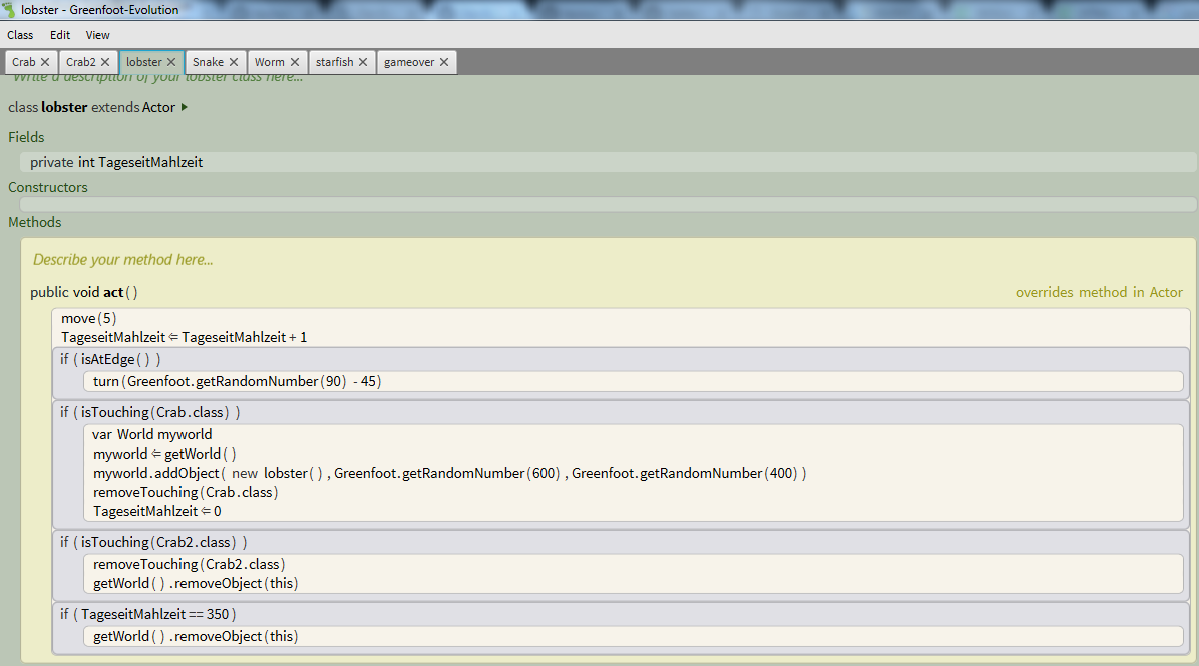 lobster - Greenfoot-Evolution
Class Edit View
Crab Crab2 lobster Snake Worm starfish gameover
Write a description of your lobster class here...
class lobster extends Actor
Fields
private int TageseitMahlzeit
Constructors
Methods
Describe your method here...
public void act()
overrides method in Actor
move(5)
TageseitMahlzeit ⇐ TageseitMahlzeit + 1
if ( isAtEdge() )
turn(Greenfoot.getRandomNumber(90) - 45)
if ( isTouching(Crab.class) )
var World myworld
myworld ⇐ getWorld()
myworld.addObject( new lobster() , Greenfoot.getRandomNumber(600) , Greenfoot.getRandomNumber(400) )
removeTouching(Crab.class)
TageseitMahlzeit ⇐ 0
if ( isTouching(Crab2.class) )
removeTouching(Crab2.class)
getWorld().removeObject(this)
if ( TageseitMahlzeit == 350 )
getWorld().removeObject(this)